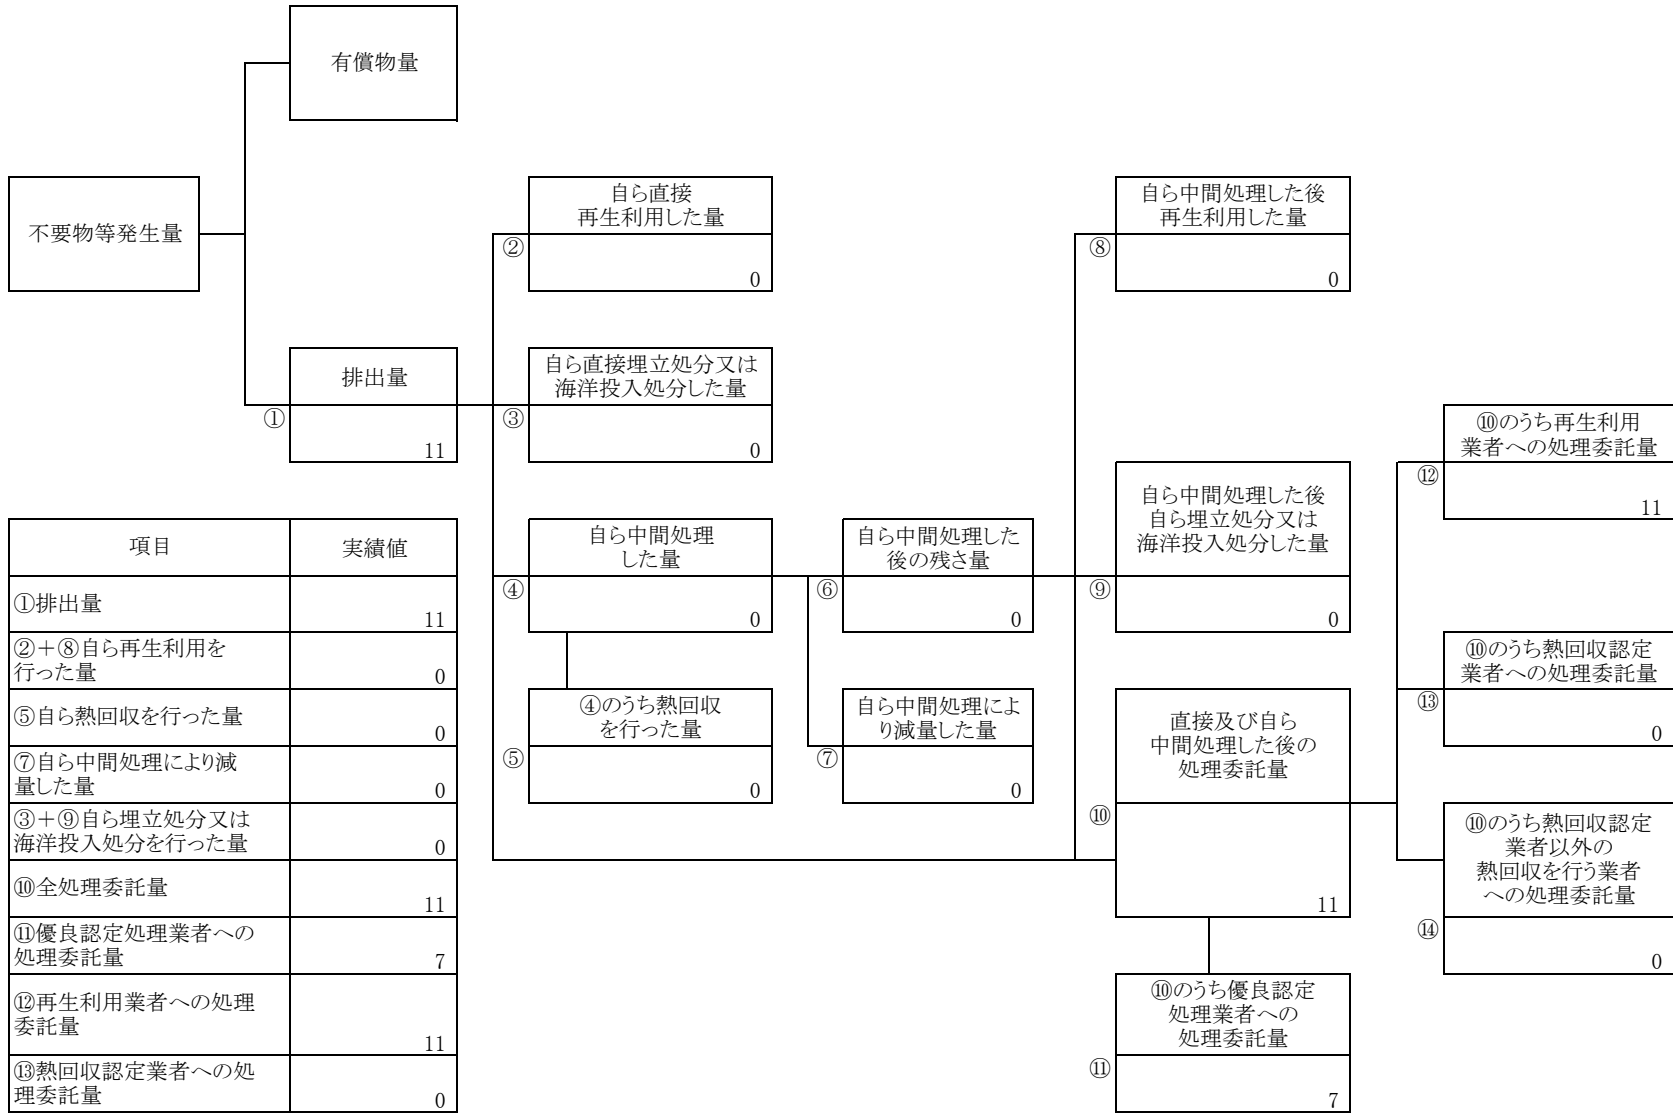 有償物量
不要物等発生量
自ら直接
再生利用した量
②
0
自ら中間処理した後
再生利用した量
⑧
0
排出量
①
11
自ら直接埋立処分又は
海洋投入処分した量
③
0
⑩のうち再生利用
業者への処理委託量
⑫
11
自ら中間処理
した量
④
0
自ら中間処理した
後の残さ量
⑥
0
自ら中間処理した後
自ら埋立処分又は
海洋投入処分した量
⑨
0
⑩のうち熱回収認定
業者への処理委託量
⑬
0
④のうち熱回収
を行った量
⑤
0
自ら中間処理によ
り減量した量
⑦
0
直接及び自ら
中間処理した後の
処理委託量
⑩
11
⑩のうち熱回収認定
業者以外の
熱回収を行う業者
への処理委託量
⑭
0
⑩のうち優良認定
処理業者への
処理委託量
⑪
7
項目 実績値
①排出量 11
②+⑧自ら再生利用を
行った量 0
⑤自ら熱回収を行った量 0
⑦自ら中間処理により減
量した量 0
③+⑨自ら埋立処分又は
海洋投入処分を行った量 0
⑩全処理委託量 11
⑪優良認定処理業者への
処理委託量 7
⑫再生利用業者への処理
委託量 11
⑬熱回収認定業者への処
理委託量 0